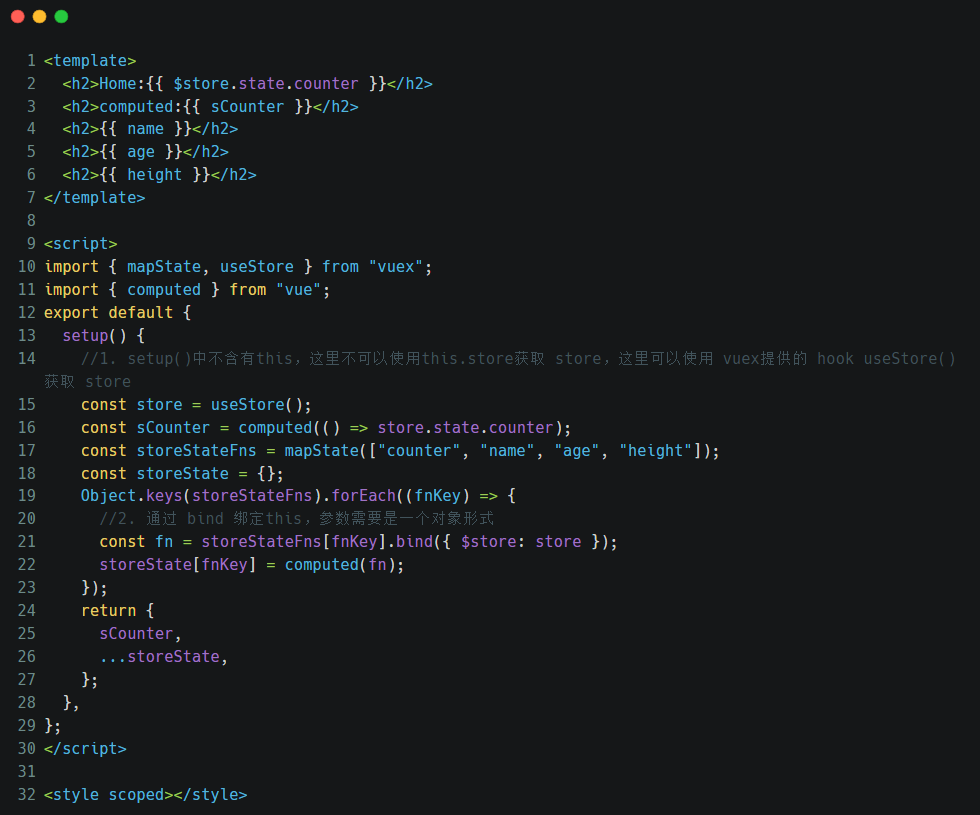 1 <template>
2   <h2>Home:{{ $store.state.counter }}</h2>
3   <h2>computed:{{ sCounter }}</h2>
4   <h2>{{ name }}</h2>
5   <h2>{{ age }}</h2>
6   <h2>{{ height }}</h2>
7 </template>
8
9 <script>
10 import { mapState, useStore } from "vuex";
11 import { computed } from "vue";
12 export default {
13   setup() {
14     //1. setup()中不含有this，这里不可以使用this.store获取 store，这里可以使用 vuex提供的 hook useStore()
获取 store
15     const store = useStore();
16     const sCounter = computed(() => store.state.counter);
17     const storeStateFns = mapState(["counter", "name", "age", "height"]);
18     const storeState = {};
19     Object.keys(storeStateFns).forEach((fnKey) => {
20       //2. 通过 bind 绑定this，参数需要是一个对象形式
21       const fn = storeStateFns[fnKey].bind({ $store: store });
22       storeState[fnKey] = computed(fn);
23     });
24     return {
25       sCounter,
26       ...storeState,
27     };
28   },
29 };
30 </script>
31
32 <style scoped></style>